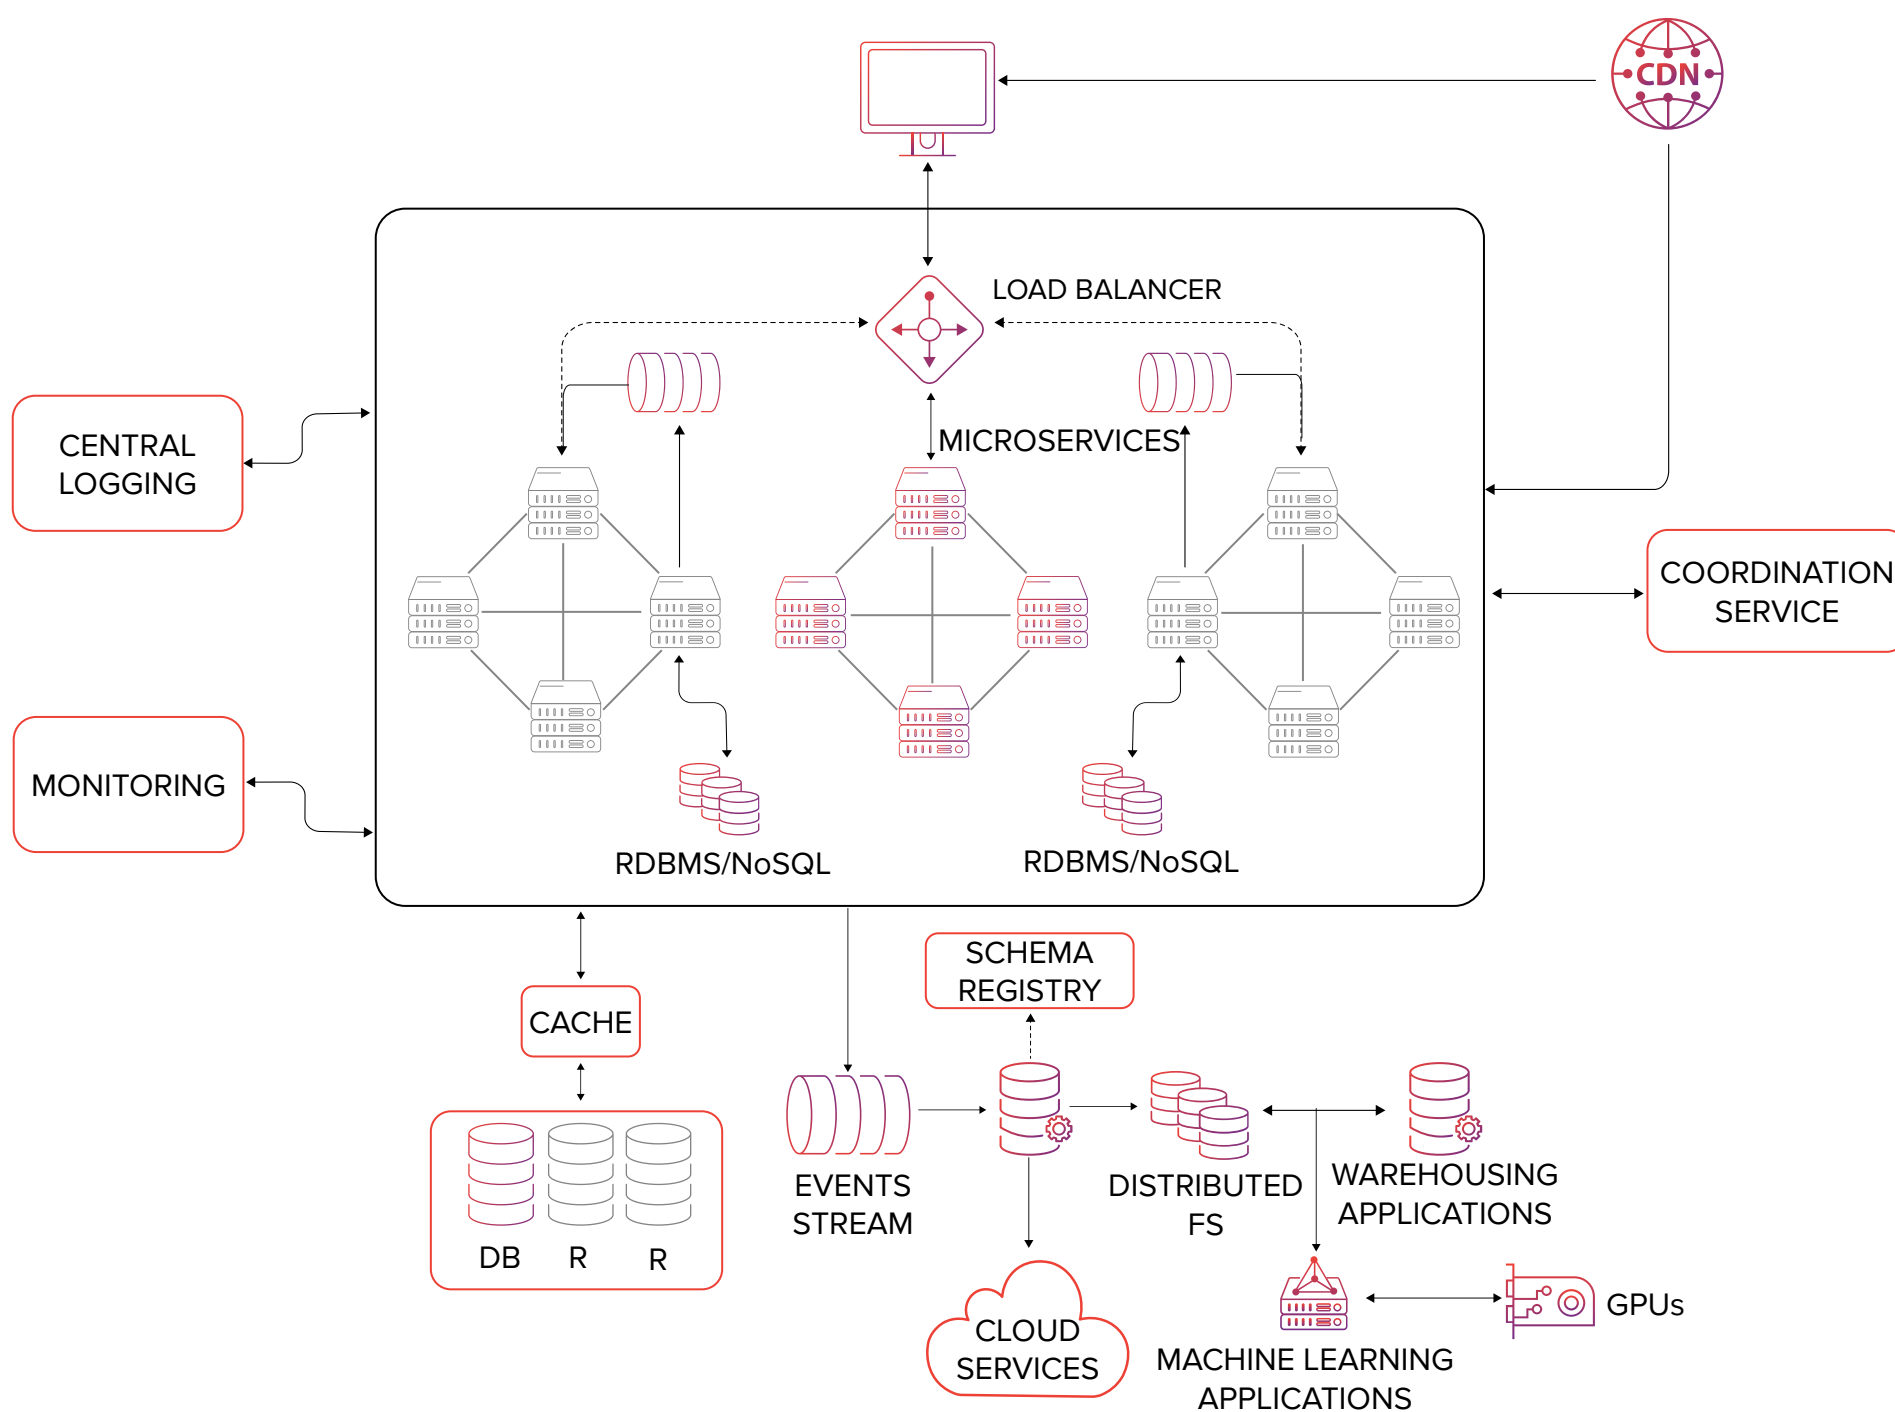 CDN
LOAD BALANCER
MICROSERVICES
CENTRAL
LOGGING
COORDINATION
SERVICE
MONITORING
RDBMS/NoSQL
RDBMS/NoSQL
SCHEMA
REGISTRY
CACHE
EVENTS
STREAM
DISTRIBUTED
FS
WAREHOUSING
APPLICATIONS
DB
R
R
CLOUD
SERVICES
MACHINE LEARNING
APPLICATIONS
GPUs